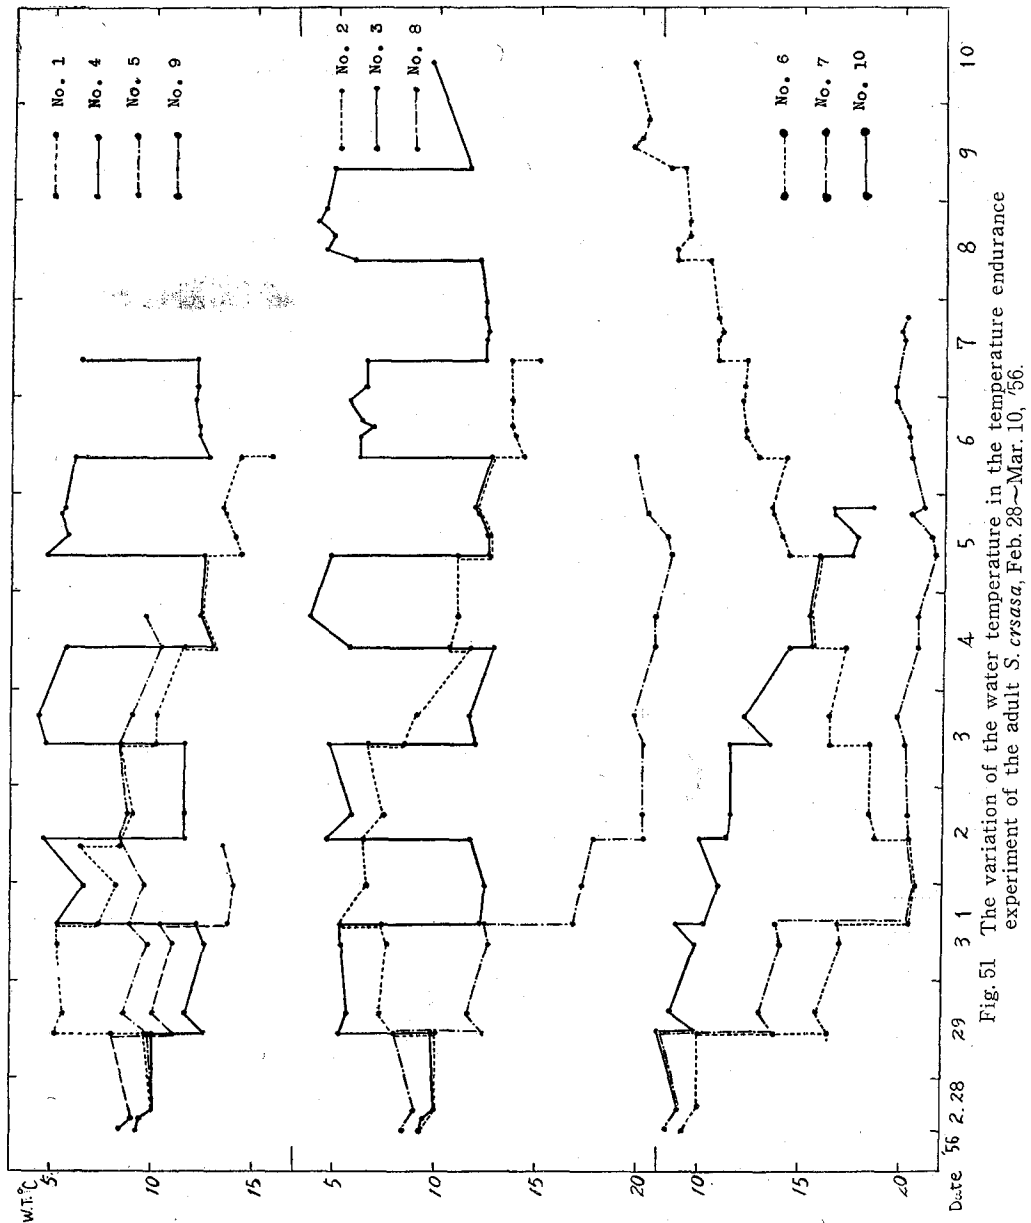 W.T.°C
5
10
15
5
10
15
20
10
15
20
Date
'56 2.28
29
3 1
2
3
4
5
6
7
8
9
10
No. 1
No. 4
No. 5
No. 9
No. 2
No. 3
No. 8
No. 6
No. 7
No. 10
Fig. 51 The variation of the water temperature in the temperature endurance
experiment of the adult S. crsasa, Feb. 28~Mar. 10, '56.